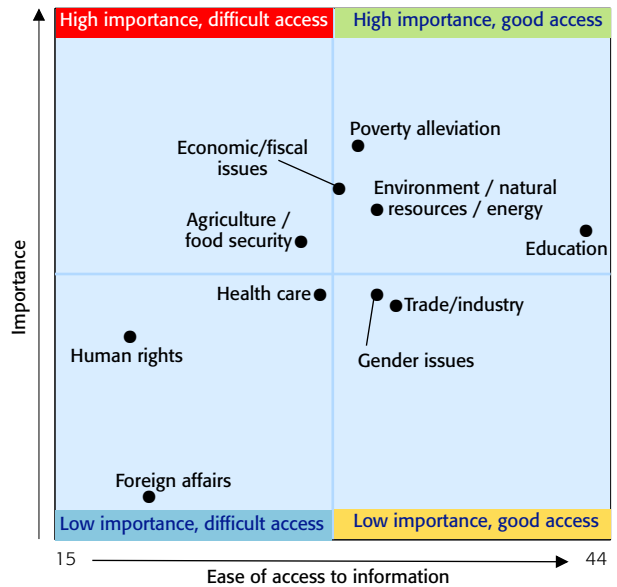 High importance, difficult access
High importance, good access
Poverty alleviation
Economic/fiscal
issues
Environment / natural
resources / energy
Agriculture /
food security
Education
Health care
Trade/industry
Human rights
Gender issues
Foreign affairs
Low importance, difficult access
Low importance, good access
Importance
15
44
Ease of access to information